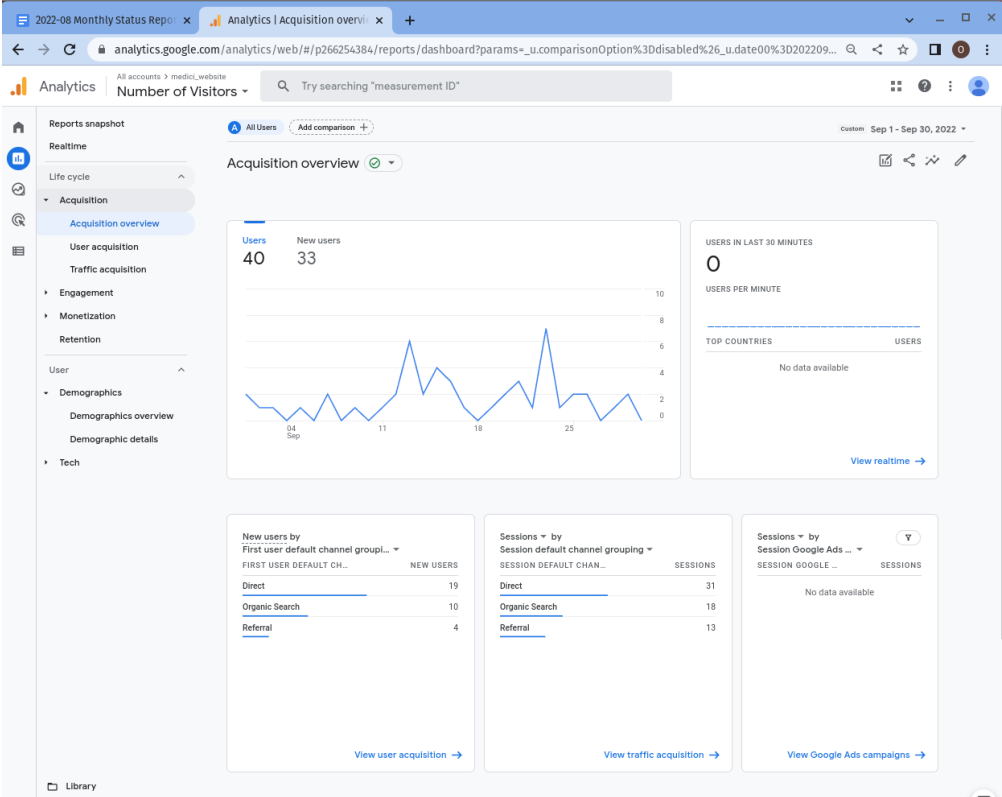 2022-08 Monthly Status Repo
Analytics | Acquisition overvi
analytics.google.com/analytics/web/#/p266254384/reports/dashboard?params=_u.comparisonOption%3Ddisabled%26_u.date00%3D202209...
O
Analytics
All accounts > medici_website
Number of Visitors
Try searching "measurement ID"
Reports snapshot
Realtime
Life cycle
Acquisition
Acquisition overview
User acquisition
Traffic acquisition
Engagement
Monetization
Retention
User
Demographics
Demographics overview
Demographic details
Tech
Library
A All Users
Add comparison +
Custom Sep 1 - Sep 30, 2022
Acquisition overview
Users
40
New users
33
10
8
6
4
2
0
04
Sep
11
18
25
USERS IN LAST 30 MINUTES
0
USERS PER MINUTE
TOP COUNTRIES USERS
No data available
View realtime
New users by
First user default channel groupi...
FIRST USER DEFAULT CH... NEW USERS
Direct 19
Organic Search 10
Referral 4
View user acquisition
Sessions by
Session default channel grouping
SESSION DEFAULT CHAN... SESSIONS
Direct 31
Organic Search 18
Referral 13
View traffic acquisition
Sessions by
Session Google Ads ...
SESSION GOOGLE ... SESSIONS
No data available
View Google Ads campaigns